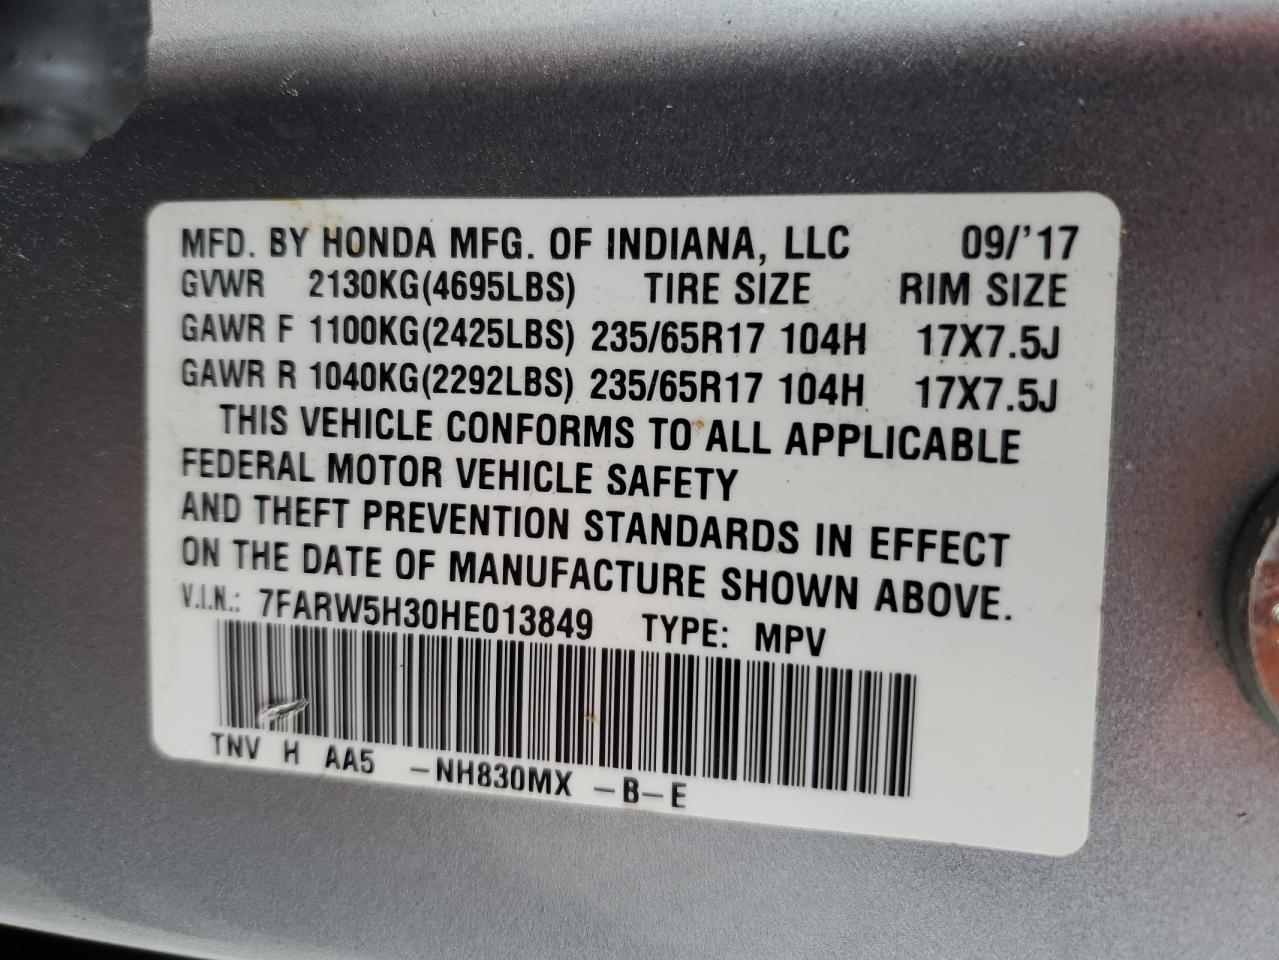 MFD. BY HONDA MFG. OF INDIANA, LLC 09/'17
GVWR 2130KG(4695LBS) TIRE SIZE RIM SIZE
GAWR F 1100KG(2425LBS) 235/65R17 104H 17X7.5J
GAWR R 1040KG(2292LBS) 235/65R17 104H 17X7.5J
THIS VEHICLE CONFORMS TO ALL APPLICABLE
FEDERAL MOTOR VEHICLE SAFETY
AND THEFT PREVENTION STANDARDS IN EFFECT
ON THE DATE OF MANUFACTURE SHOWN ABOVE.
V.I.N.: 7FARW5H30HE013849 TYPE: MPV
TNV H AA5 -NH830MX -B-E